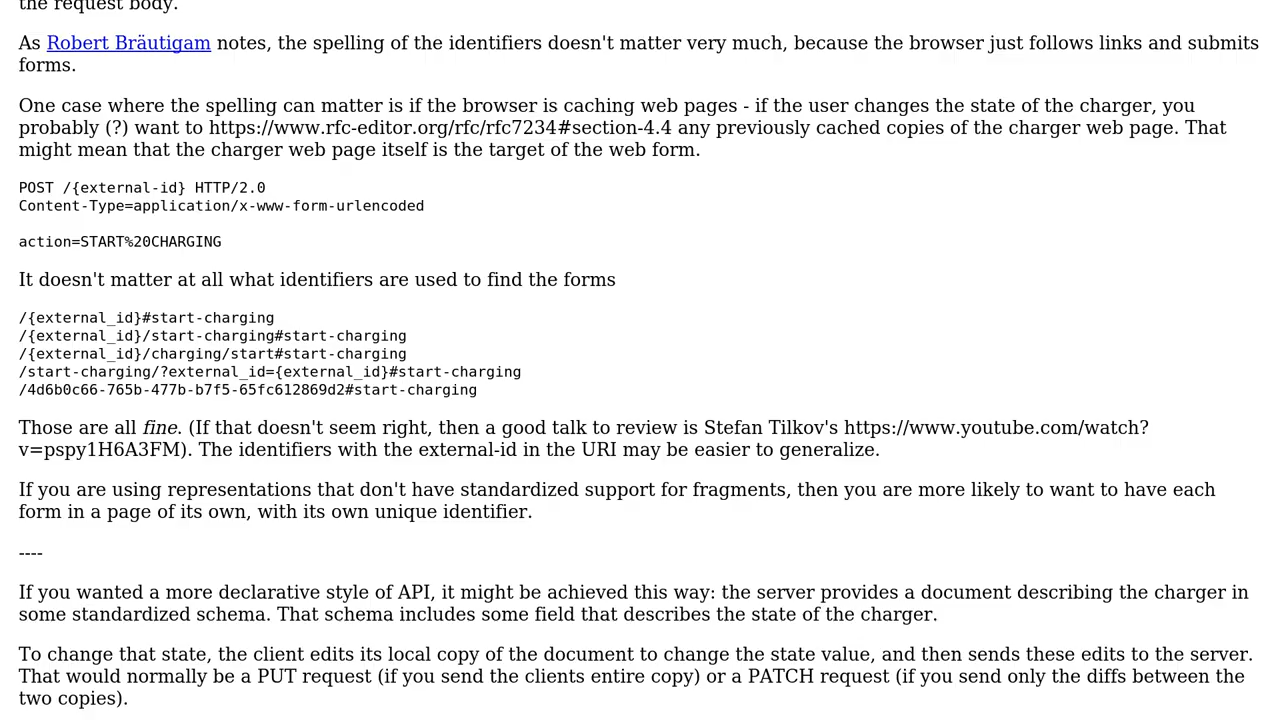 the request body.
As Robert Bräutigam notes, the spelling of the identifiers doesn't matter very much, because the browser just follows links and submits
forms.
One case where the spelling can matter is if the browser is caching web pages - if the user changes the state of the charger, you
probably (?) want to https://www.rfc-editor.org/rfc/rfc7234#section-4.4 any previously cached copies of the charger web page. That
might mean that the charger web page itself is the target of the web form.
POST /{external-id} HTTP/2.0
Content-Type=application/x-www-form-urlencoded
action=START%20CHARGING
It doesn't matter at all what identifiers are used to find the forms
/{external_id}#start-charging
/{external_id}/start-charging#start-charging
/{external_id}/charging/start#start-charging
/start-charging/?external_id={external_id}#start-charging
/4d6b0c66-765b-477b-b7f5-65fc612869d2#start-charging
Those are all fine. (If that doesn't seem right, then a good talk to review is Stefan Tilkov's https://www.youtube.com/watch?
v=pspy1H6A3FM). The identifiers with the external-id in the URI may be easier to generalize.
If you are using representations that don't have standardized support for fragments, then you are more likely to want to have each
form in a page of its own, with its own unique identifier.
----
If you wanted a more declarative style of API, it might be achieved this way: the server provides a document describing the charger in
some standardized schema. That schema includes some field that describes the state of the charger.
To change that state, the client edits its local copy of the document to change the state value, and then sends these edits to the server.
That would normally be a PUT request (if you send the clients entire copy) or a PATCH request (if you send only the diffs between the
two copies).